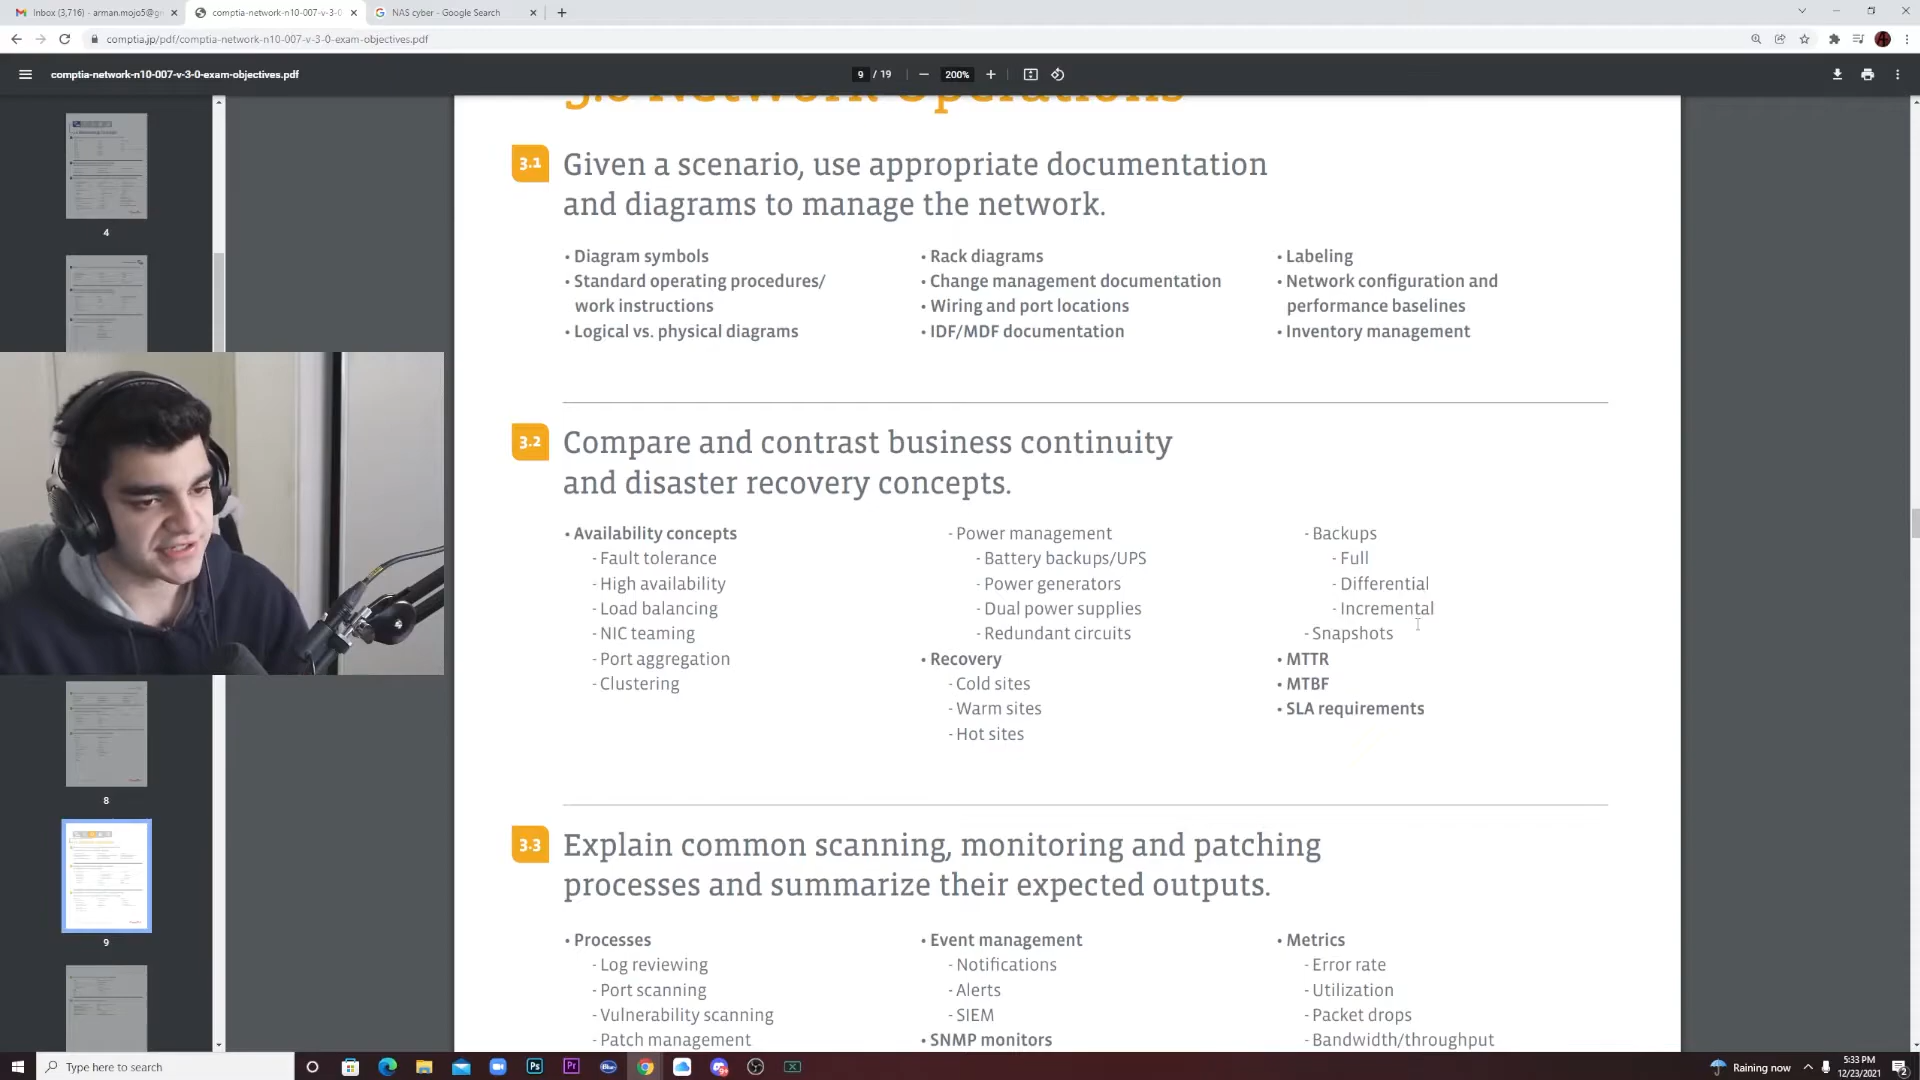 Inbox (3,716) - arman.mojo5@gm
comptia-network-n10-007-v-3-0
NAS cyber - Google Search
comptia.jp/pdf/comptia-network-n10-007-v-3-0-exam-objectives.pdf
comptia-network-n10-007-v-3-0-exam-objectives.pdf
9 / 19
200%
3.0 Network Operations
3.1 Given a scenario, use appropriate documentation
and diagrams to manage the network.
• Diagram symbols
• Standard operating procedures/
work instructions
• Logical vs. physical diagrams
• Rack diagrams
• Change management documentation
• Wiring and port locations
• IDF/MDF documentation
• Labeling
• Network configuration and
performance baselines
• Inventory management
3.2 Compare and contrast business continuity
and disaster recovery concepts.
• Availability concepts
- Fault tolerance
- High availability
- Load balancing
- NIC teaming
- Port aggregation
- Clustering
- Power management
- Battery backups/UPS
- Power generators
- Dual power supplies
- Redundant circuits
• Recovery
- Cold sites
- Warm sites
- Hot sites
- Backups
- Full
- Differential
- Incremental
- Snapshots
• MTTR
• MTBF
• SLA requirements
3.3 Explain common scanning, monitoring and patching
processes and summarize their expected outputs.
• Processes
- Log reviewing
- Port scanning
- Vulnerability scanning
- Patch management
• Event management
- Notifications
- Alerts
- SIEM
• SNMP monitors
• Metrics
- Error rate
- Utilization
- Packet drops
- Bandwidth/throughput
4
8
9
Type here to search
Ps
Pr
Blue
Raining now
5:33 PM
12/23/2021
2